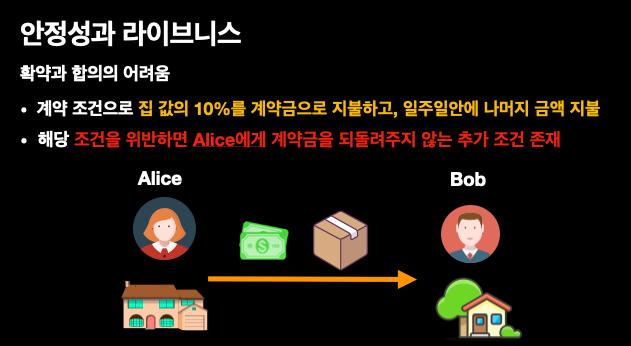 안정성과 라이브니스
확약과 합의의 어려움
• 계약 조건으로 집 값의 10%를 계약금으로 지불하고, 일주일안에 나머지 금액 지불
• 해당 조건을 위반하면 Alice에게 계약금을 되돌려주지 않는 추가 조건 존재
Alice
Bob